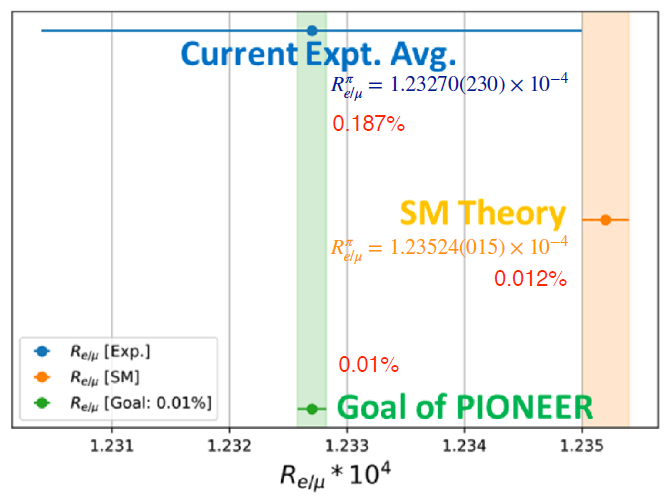 Current Expt. Avg.
R^π_{e/μ} = 1.23270(230) × 10^{-4}
0.187%
SM Theory
R^π_{e/μ} = 1.23524(015) × 10^{-4}
0.012%
R_{e/μ} [Exp.]
R_{e/μ} [SM]
R_{e/μ} [Goal: 0.01%]
0.01%
Goal of PIONEER
1.231 1.232 1.233 1.234 1.235
R_{e/μ} * 10^4